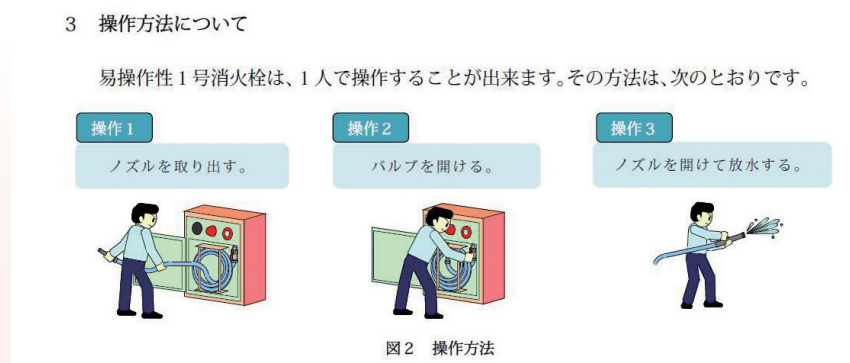 3 操作方法について
易操作性1号消火栓は、1人で操作することが出来ます。その方法は、次のとおりです。
操作1
ノズルを取り出す。
操作2
バルブを開ける。
操作3
ノズルを開けて放水する。
図2 操作方法